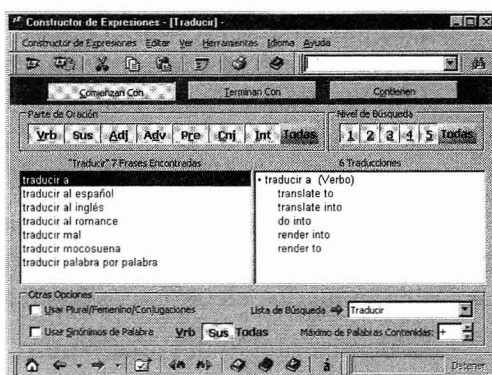 Constructor de Expresiones - [Traducir] -
Constructor de Expresiones Editar Ver Herramientas Idioma Ayuda
Comienzan Con Terminan Con Contienen
Parte de Oración Nivel de Búsqueda
Vrb Sus Adj Adv Pre Cnj Int Todas 1 2 3 4 5 Todas
"Traducir" 7 Frases Encontradas 6 Traducciones
traducir a • traducir a (Verbo)
traducir al español translate to
traducir al inglés translate into
traducir al romance do into
traducir mal render into
traducir mocosuena render to
traducir palabra por palabra
Otras Opciones
Usar Plural/Femenino/Conjugaciones Lista de Búsqueda Traducir
Usar Sinónimos de Palabra Vrb Sus Todas Máximo de Palabras Contenidas: +
á Detener